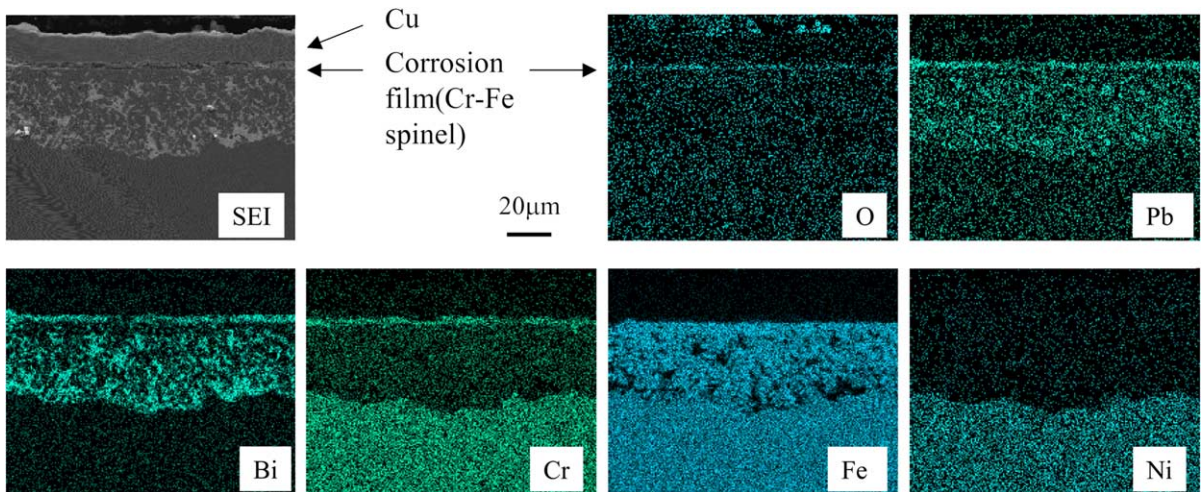 Cu
Corrosion
film(Cr-Fe
spinel)
20μm
SEI
O
Pb
Bi
Cr
Fe
Ni